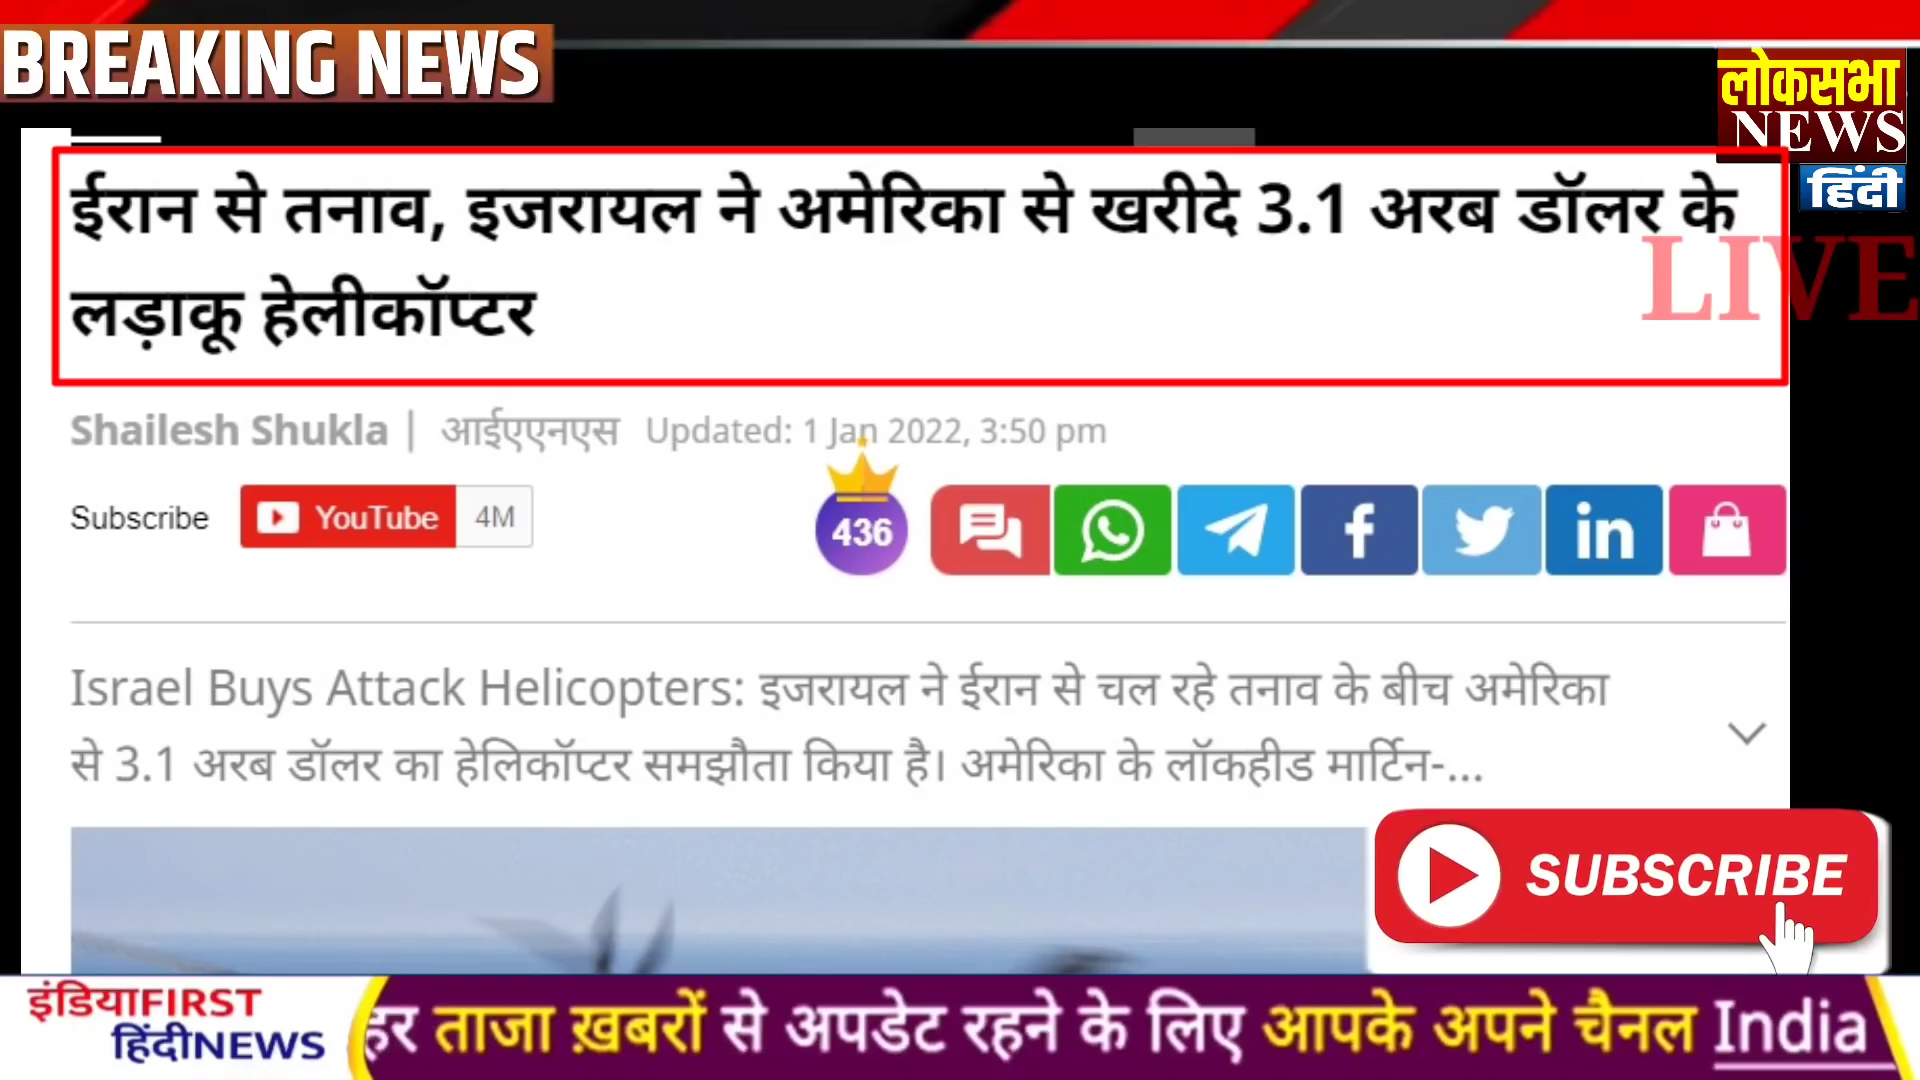 BREAKING NEWS
लोकसभा
NEWS
हिंदी
LIVE
ईरान से तनाव, इजरायल ने अमेरिका से खरीदे 3.1 अरब डॉलर के
लड़ाकू हेलीकॉप्टर
Shailesh Shukla | आईएएनएस Updated: 1 Jan 2022, 3:50 pm
Subscribe YouTube 4M
436
Israel Buys Attack Helicopters: इजरायल ने ईरान से चल रहे तनाव के बीच अमेरिका
से 3.1 अरब डॉलर का हेलिकॉप्टर समझौता किया है। अमेरिका के लॉकहीड मार्टिन-...
SUBSCRIBE
इंडियाFIRST
हिंदीNEWS
हर ताजा ख़बरों से अपडेट रहने के लिए आपके अपने चैनल India